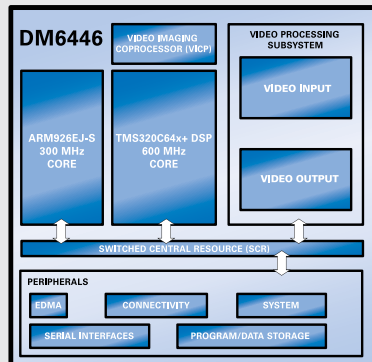 DM6446
VIDEO IMAGING
COPROCESSOR (VICP)
VIDEO PROCESSING
SUBSYSTEM
ARM926EJ-S
300 MHz
CORE
TMS320C64x+ DSP
600 MHz
CORE
VIDEO INPUT
VIDEO OUTPUT
SWITCHED CENTRAL RESOURCE (SCR)
PERIPHERALS
EDMA
CONNECTIVITY
SYSTEM
SERIAL INTERFACES
PROGRAM/DATA STORAGE